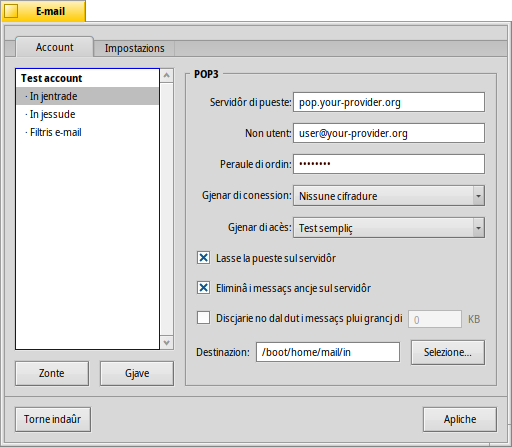 E-mail
Account
Impostazions
Test account
· In jentrade
· In jessude
· Filtris e-mail
Zonte
Gjave
POP3
Servidôr di pueste: pop.your-provider.org
Non utent: user@your-provider.org
Peraule di ordin: ••••••••
Gjenar di conession: Nissune cifradure
Gjenar di acès: Test sempliç
Lasse la pueste sul servidôr
Eliminâ i messaçs ancje sul servidôr
Discjarie no dal dut i messaçs plui grancj di 0 KB
Destinazion: /boot/home/mail/in Selezione...
Torne indaûr
Apliche